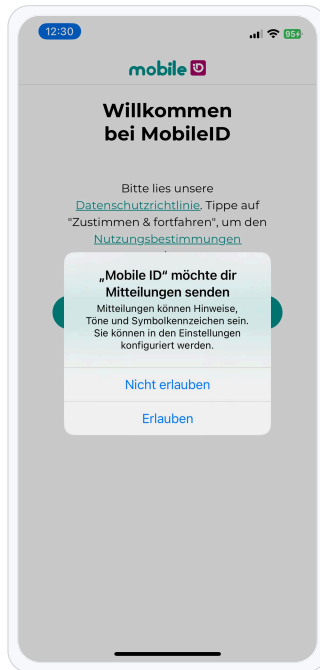 12:30
95
mobile ID
Willkommen
bei MobileID
Bitte lies unsere
Datenschutzrichtlinie. Tippe auf
"Zustimmen & fortfahren", um den
Nutzungsbestimmungen
„Mobile ID“ möchte dir
Mitteilungen senden
Mitteilungen können Hinweise,
Töne und Symbolkennzeichen sein.
Sie können in den Einstellungen
konfiguriert werden.
Nicht erlauben
Erlauben